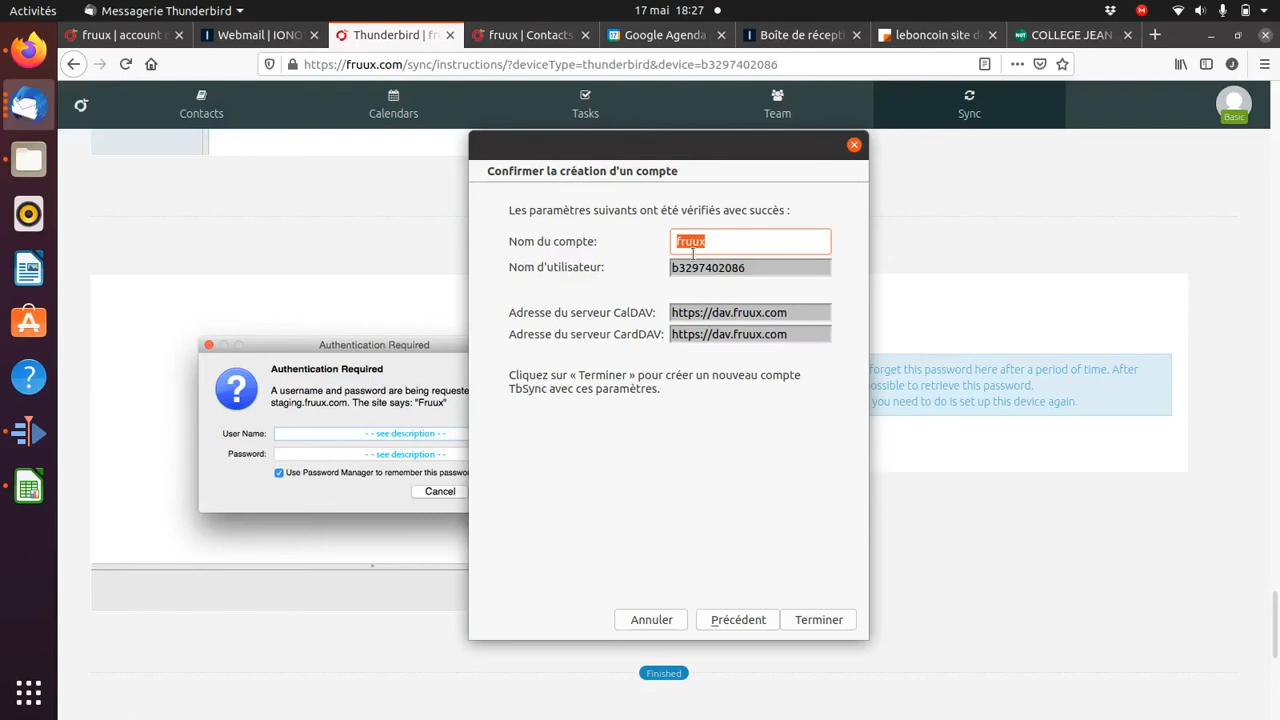 Activités
Messagerie Thunderbird
17 mai 18:27
fruux | account c
Webmail | IONO
Thunderbird | fr
fruux | Contacts
Google Agenda
Boîte de récepti
leboncoin site d
COLLEGE JEAN
https://fruux.com/sync/instructions/?deviceType=thunderbird&device=b3297402086
Contacts
Calendars
Tasks
Team
Sync
Basic
Confirmer la création d'un compte
Les paramètres suivants ont été vérifiés avec succès :
Nom du compte: fruux
Nom d'utilisateur: b3297402086
Adresse du serveur CalDAV: https://dav.fruux.com
Adresse du serveur CardDAV: https://dav.fruux.com
Cliquez sur « Terminer » pour créer un nouveau compte
TbSync avec ces paramètres.
Annuler
Précédent
Terminer
Authentication Required
Authentication Required
A username and password are being requeste
staging.fruux.com. The site says: "Fruux"
User Name: - - see description - -
Password: - - see description - -
Use Password Manager to remember this passwo
Cancel
forget this password here after a period of time. After
possible to retrieve this password.
you need to do is set up this device again.
Finished